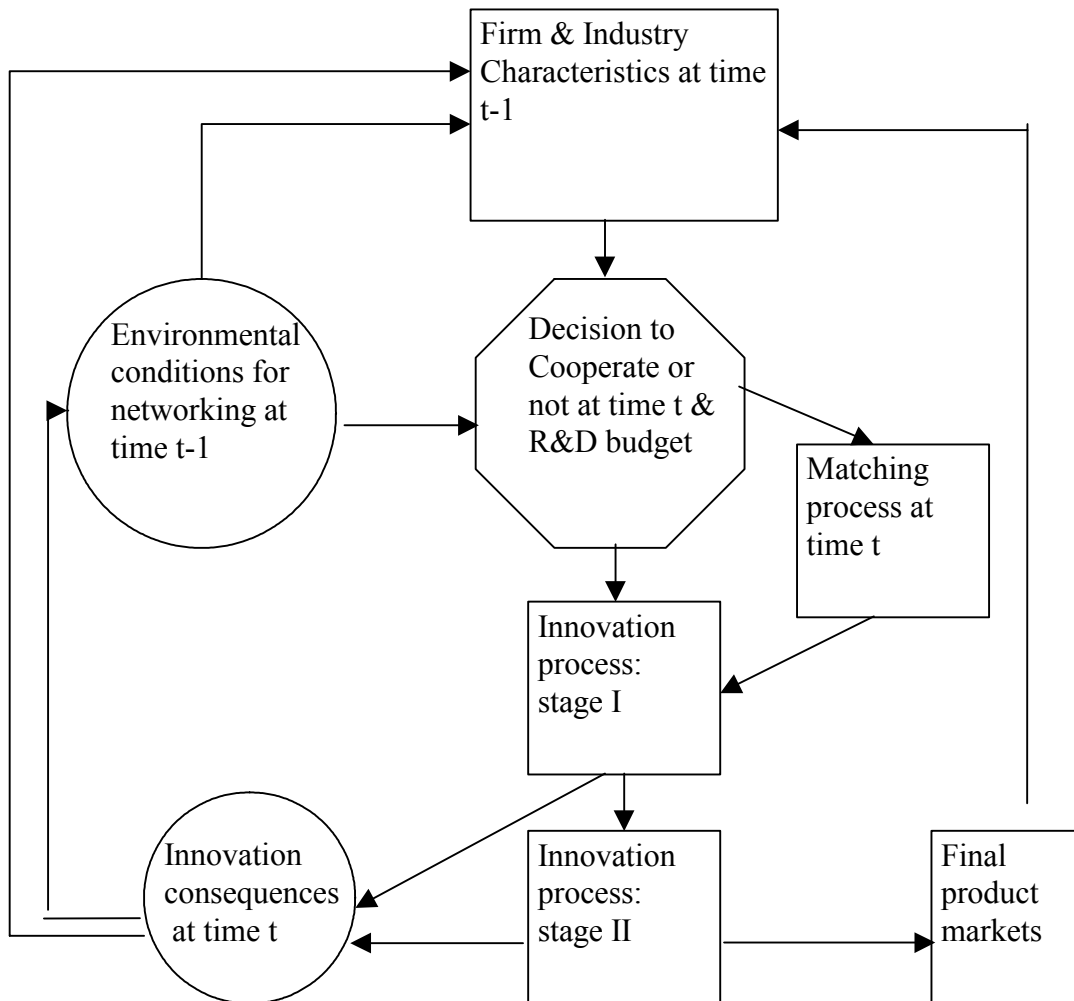 Firm & Industry
Characteristics at time
t-1
Environmental
conditions for
networking at
time t-1
Decision to
Cooperate or
not at time t &
R&D budget
Matching
process at
time t
Innovation
process:
stage I
Innovation
consequences
at time t
Innovation
process:
stage II
Final
product
markets